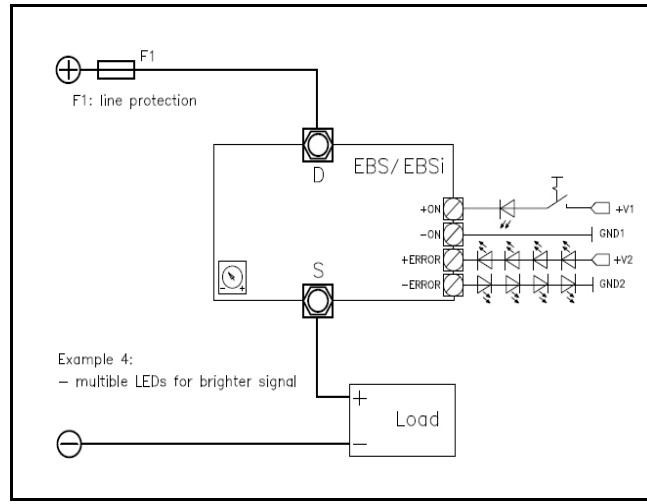 F1
F1: line protection
D
EBS/EBSi
+ON
+V1
-ON
GND1
+ERROR
+V2
-ERROR
GND2
S
- +
Example 4:
- multible LEDs for brighter signal
+
Load
-